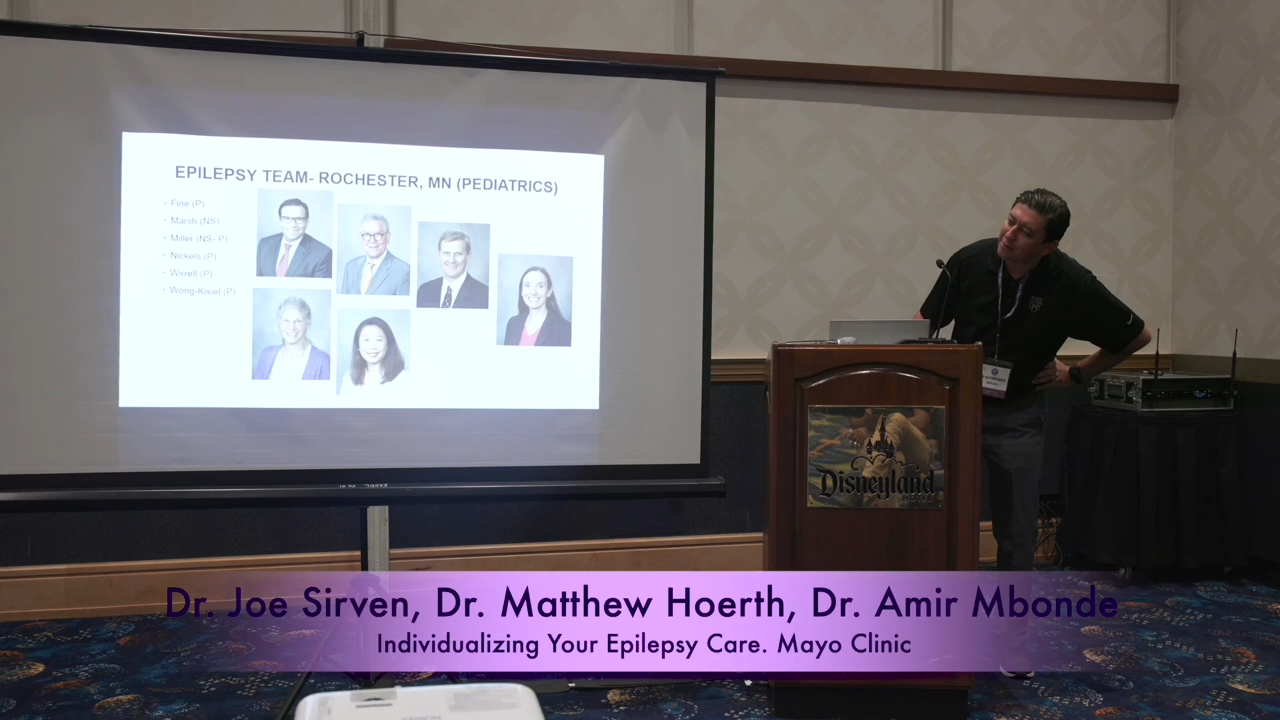 EPILEPSY TEAM- ROCHESTER, MN (PEDIATRICS)
• Fine (P)
• Marsh (NS)
• Miller (NS- P)
• Nickels (P)
• Wirrell (P)
• Wong-Kisiel (P)
Disneyland
Dr. Joe Sirven, Dr. Matthew Hoerth, Dr. Amir Mbonde
Individualizing Your Epilepsy Care. Mayo Clinic